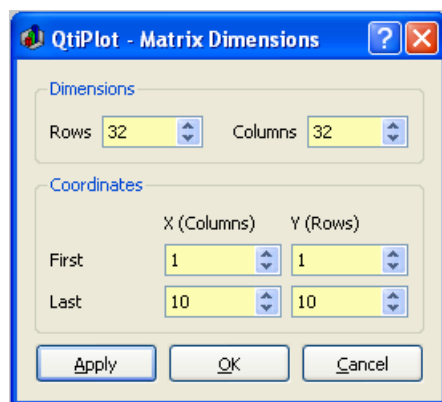 QtiPlot - Matrix Dimensions ?
Dimensions
Rows 32 Columns 32
Coordinates
X (Columns) Y (Rows)
First 1 1
Last 10 10
Apply OK Cancel